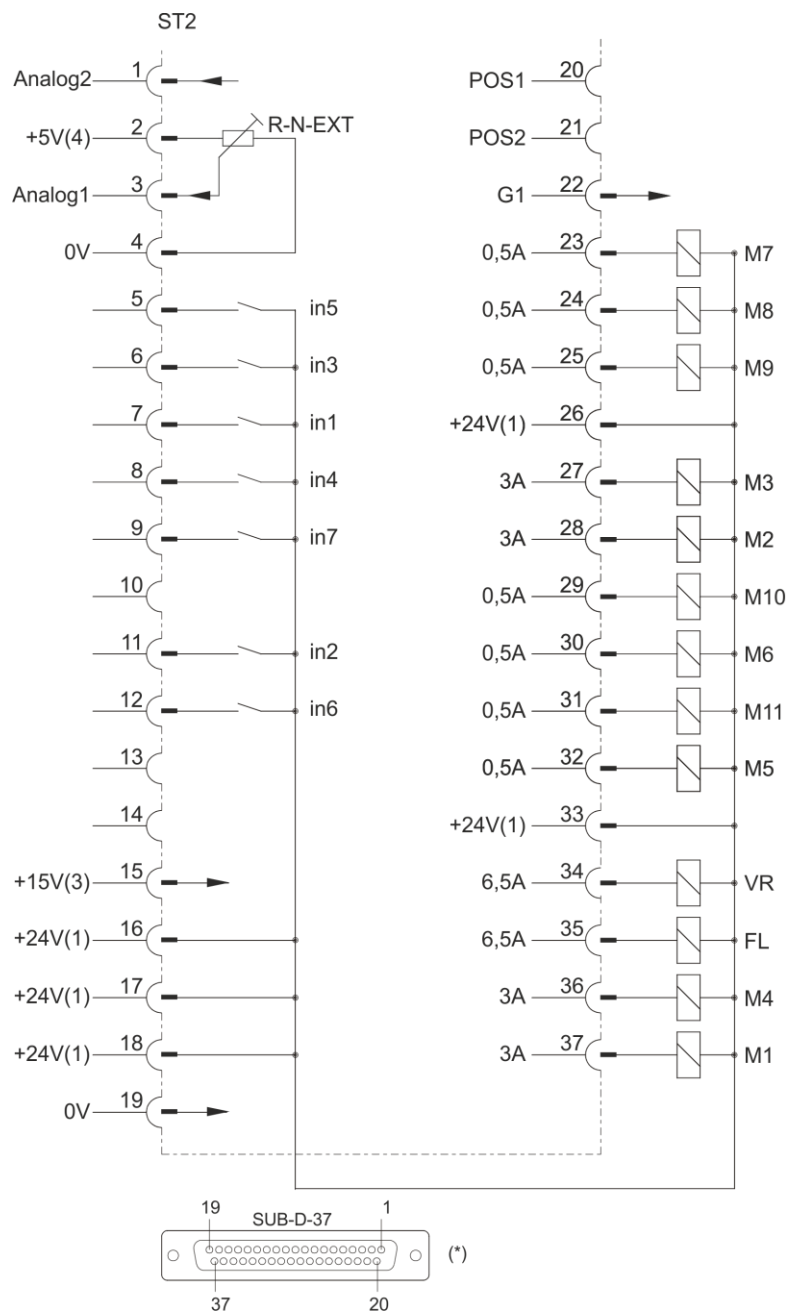 ST2
Analog2 1
+5V(4) 2 R-N-EXT
Analog1 3
0V 4
5 in5
6 in3
7 in1
8 in4
9 in7
10
11 in2
12 in6
13
14
+15V(3) 15
+24V(1) 16
+24V(1) 17
+24V(1) 18
0V 19
POS1 20
POS2 21
G1 22
0,5A 23 M7
0,5A 24 M8
0,5A 25 M9
+24V(1) 26
3A 27 M3
3A 28 M2
0,5A 29 M10
0,5A 30 M6
0,5A 31 M11
0,5A 32 M5
+24V(1) 33
6,5A 34 VR
6,5A 35 FL
3A 36 M4
3A 37 M1
19 1
SUB-D-37
(*)
37 20